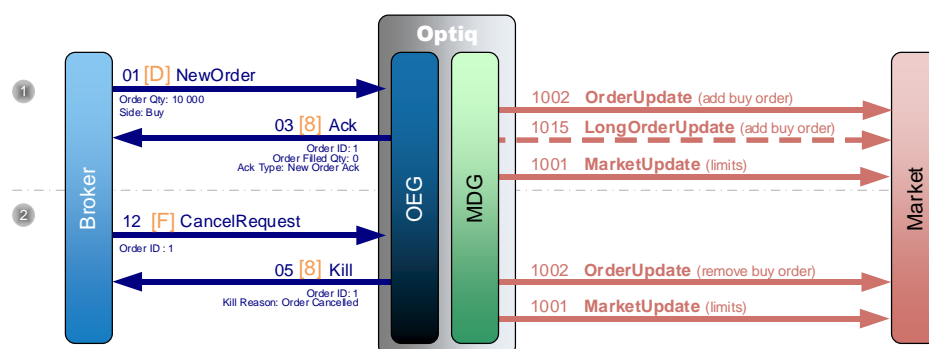 Optiq
1
01 [D] NewOrder
Order Qty: 10 000
Side: Buy
03 [8] Ack
Order ID: 1
Order Filled Qty: 0
Ack Type: New Order Ack
1002 OrderUpdate (add buy order)
1015 LongOrderUpdate (add buy order)
1001 MarketUpdate (limits)
Broker
OEG
MDG
Market
2
12 [F] CancelRequest
Order ID : 1
05 [8] Kill
Order ID: 1
Kill Reason: Order Cancelled
1002 OrderUpdate (remove buy order)
1001 MarketUpdate (limits)